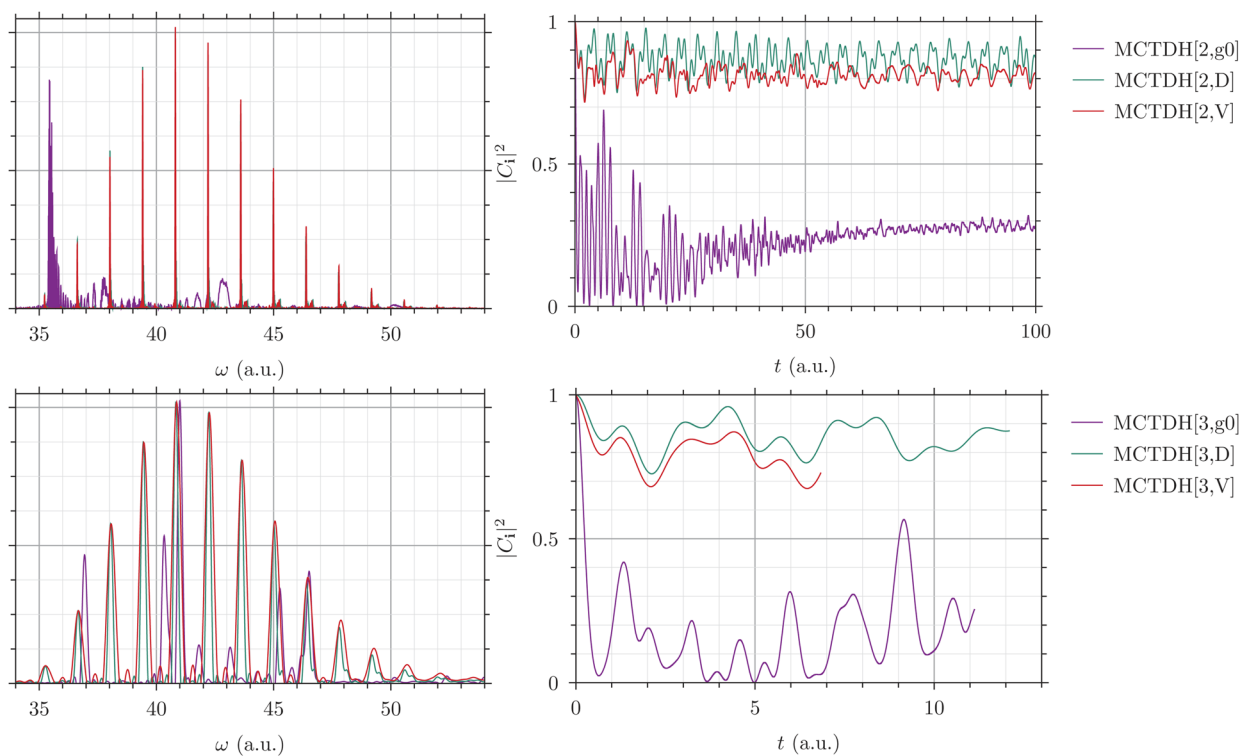 1
0.5
0
|C_i|^2
35
40
45
50
ω (a.u.)
0
50
100
t (a.u.)
MCTDH[2,g0]
MCTDH[2,D]
MCTDH[2,V]
1
0.5
0
|C_i|^2
35
40
45
50
ω (a.u.)
0
5
10
t (a.u.)
MCTDH[3,g0]
MCTDH[3,D]
MCTDH[3,V]